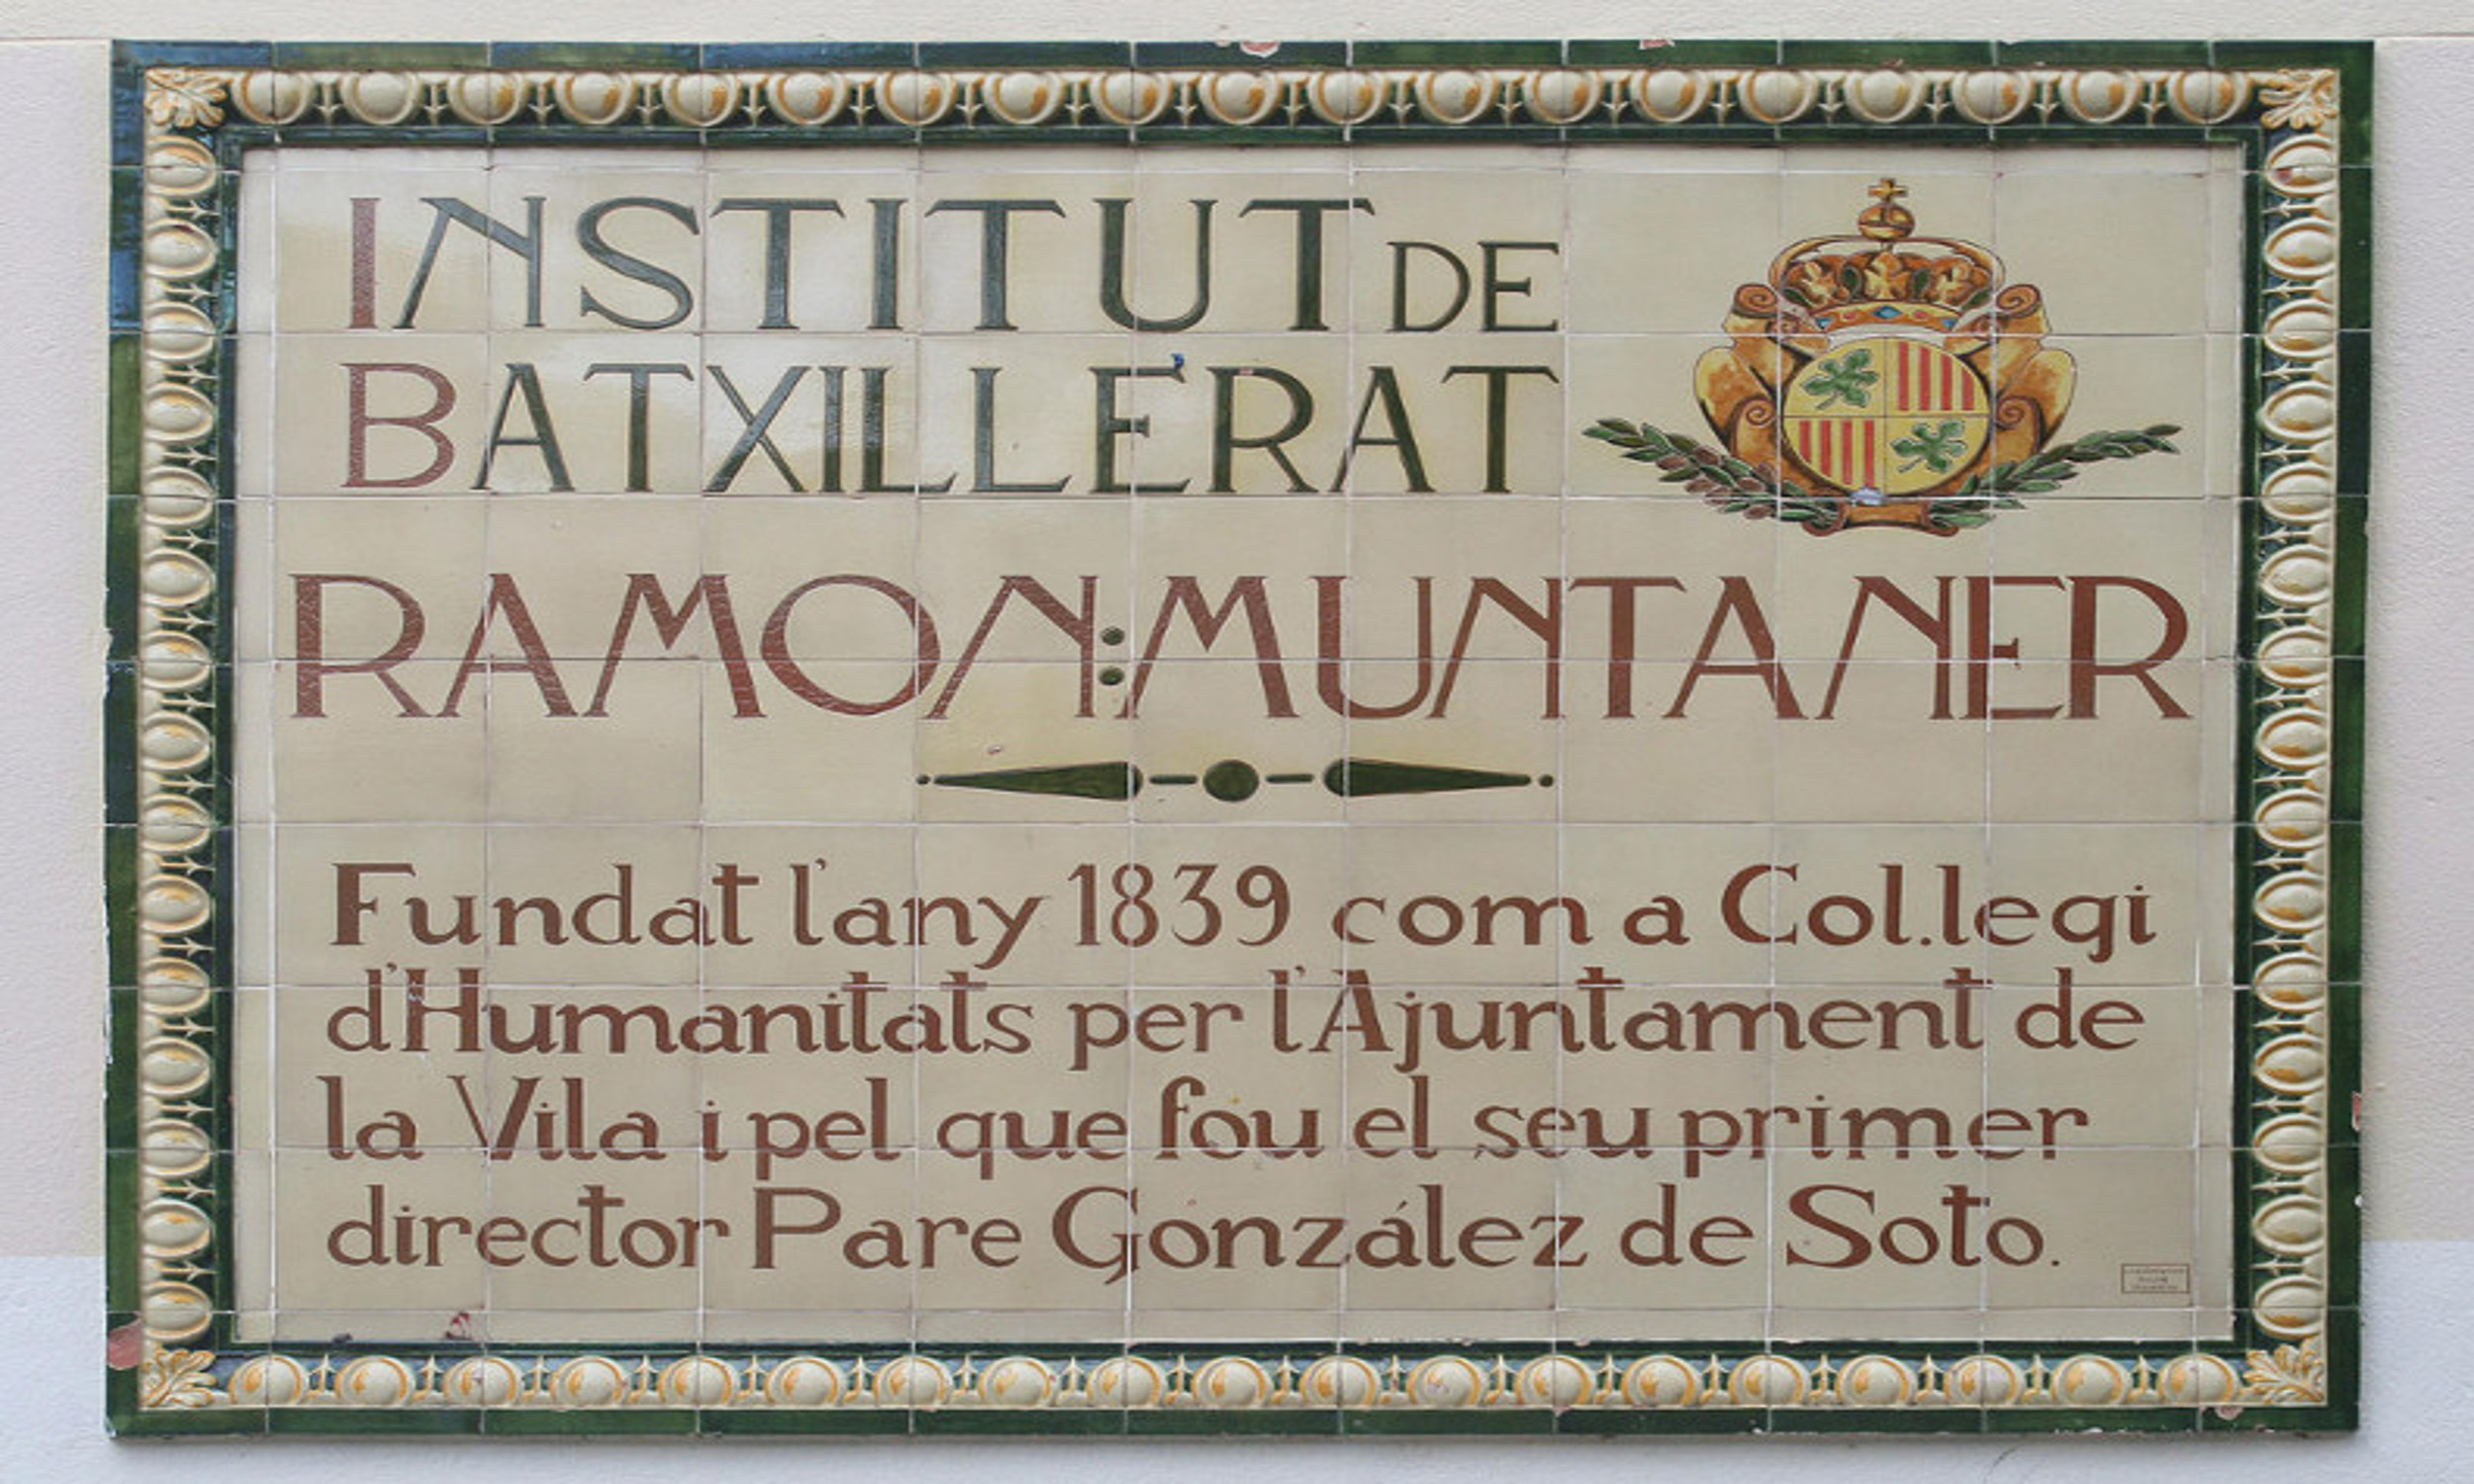 INSTITUT DE
BATXILLERAT
RAMON:MUNTANER
Fundat l'any 1839 com a Col.legi
d'Humanitats per l'Ajuntament de
la Vila i pel que fou el seu primer
director Pare González de Soto.